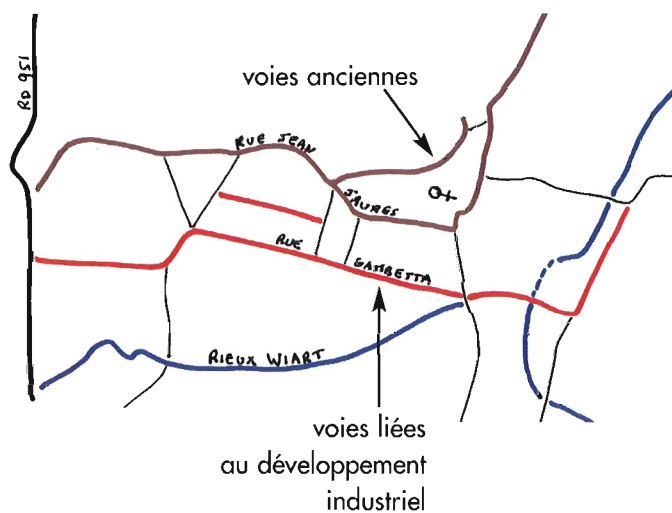 voies anciennes
RD 951
RUE JEAN
JAURES
RUE
GAMBETTA
RIEUX WIART
voies liées
au développement
industriel